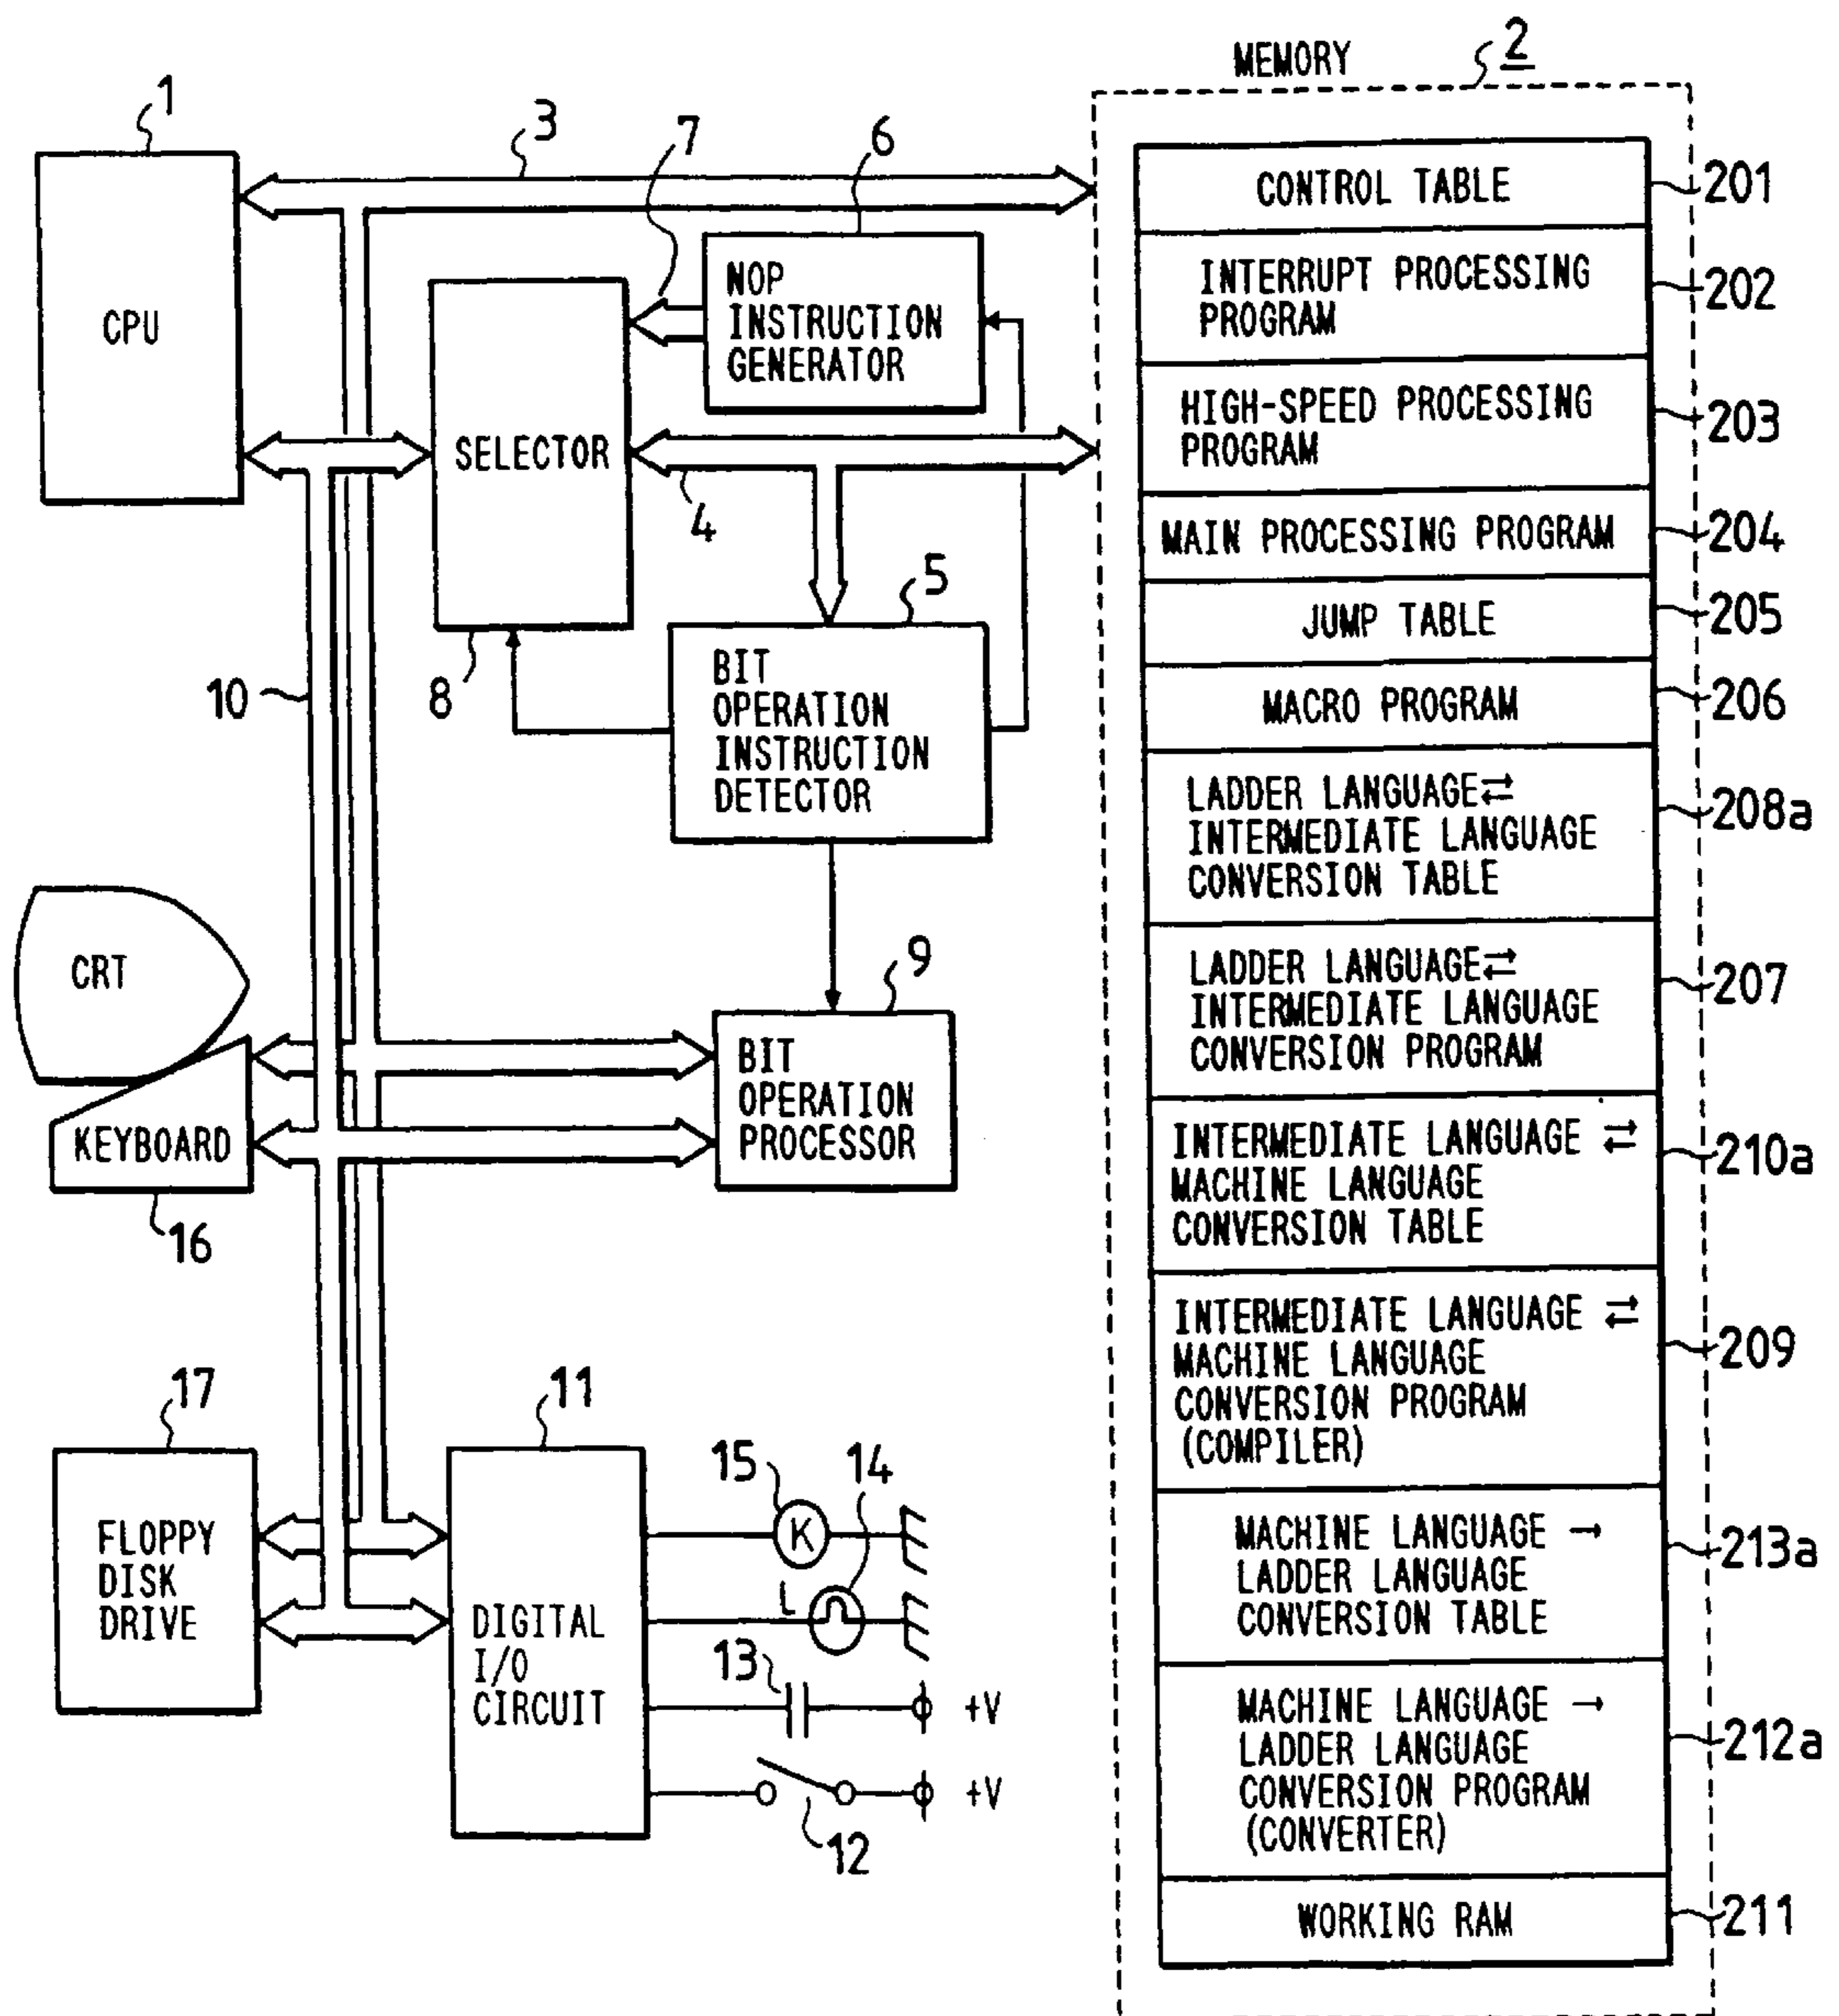 MEMORY
2
1
3
7
6
CPU
SELECTOR
NOP
INSTRUCTION
GENERATOR
4
5
8
10
BIT
OPERATION
INSTRUCTION
DETECTOR
CRT
KEYBOARD
16
9
BIT
OPERATION
PROCESSOR
17
FLOPPY
DISK
DRIVE
11
DIGITAL
I/O
CIRCUIT
15
14
K
L
13
+V
+V
12
CONTROL TABLE
201
INTERRUPT PROCESSING
PROGRAM
202
HIGH-SPEED PROCESSING
PROGRAM
203
MAIN PROCESSING PROGRAM
204
JUMP TABLE
205
MACRO PROGRAM
206
LADDER LANGUAGE⇄
INTERMEDIATE LANGUAGE
CONVERSION TABLE
208a
LADDER LANGUAGE⇄
INTERMEDIATE LANGUAGE
CONVERSION PROGRAM
207
INTERMEDIATE LANGUAGE ⇄
MACHINE LANGUAGE
CONVERSION TABLE
210a
INTERMEDIATE LANGUAGE ⇄
MACHINE LANGUAGE
CONVERSION PROGRAM
(COMPILER)
209
MACHINE LANGUAGE →
LADDER LANGUAGE
CONVERSION TABLE
213a
MACHINE LANGUAGE →
LADDER LANGUAGE
CONVERSION PROGRAM
(CONVERTER)
212a
WORKING RAM
211